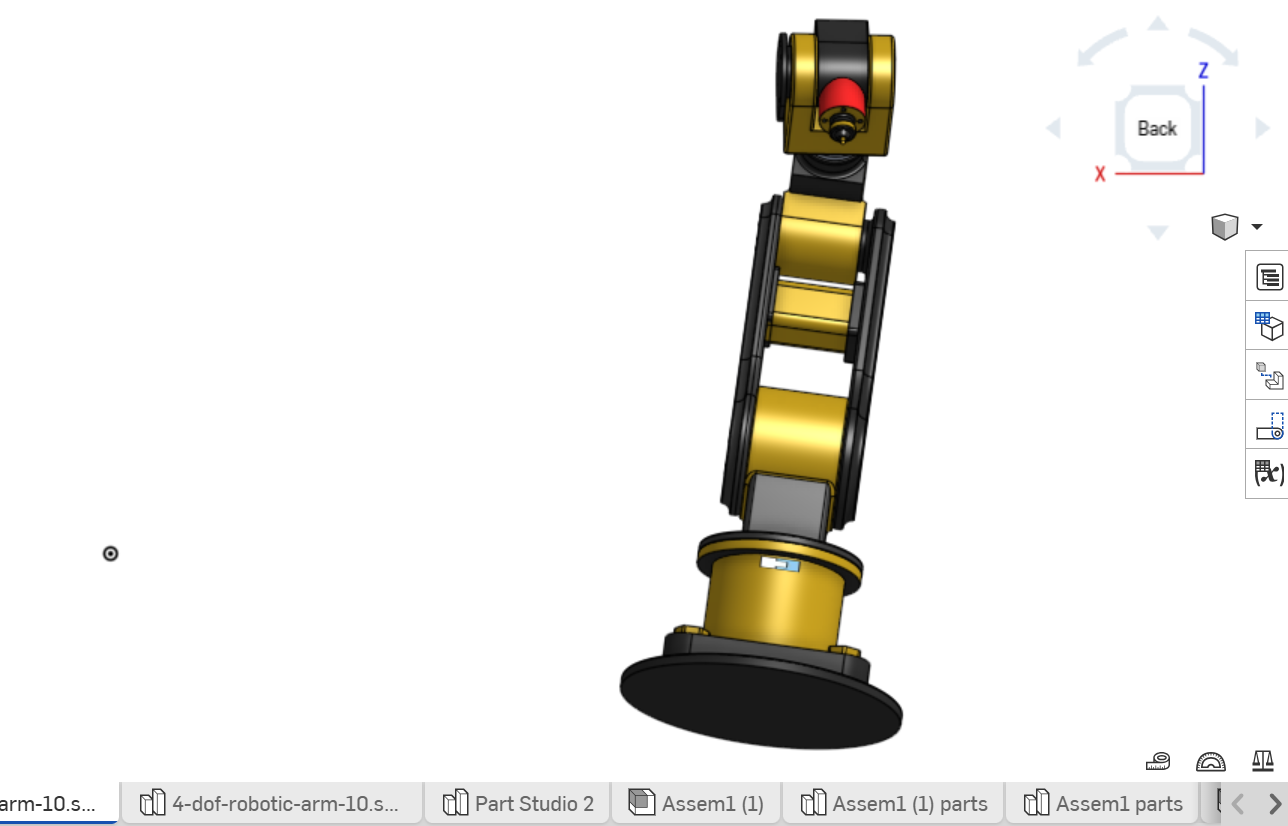 Z
Back
X
(x)
arm-10.s...
4-dof-robotic-arm-10.s...
Part Studio 2
Assem1 (1)
Assem1 (1) parts
Assem1 parts